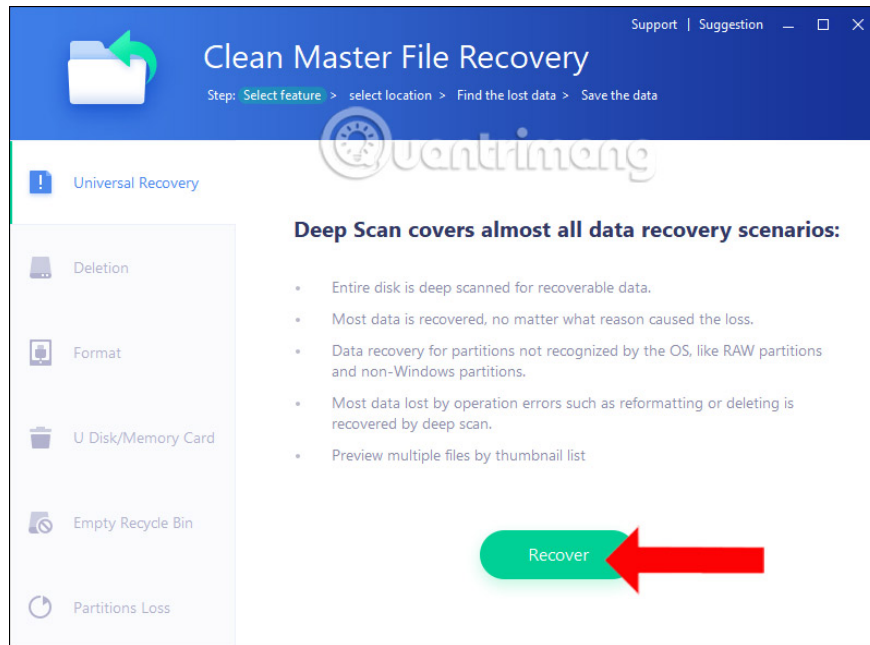 Support | Suggestion
Clean Master File Recovery
Step: Select feature > select location > Find the lost data > Save the data
Quantrimang
Universal Recovery
Deletion
Format
U Disk/Memory Card
Empty Recycle Bin
Partitions Loss
Deep Scan covers almost all data recovery scenarios:
Entire disk is deep scanned for recoverable data.
Most data is recovered, no matter what reason caused the loss.
Data recovery for partitions not recognized by the OS, like RAW partitions
and non-Windows partitions.
Most data lost by operation errors such as reformatting or deleting is
recovered by deep scan.
Preview multiple files by thumbnail list
Recover